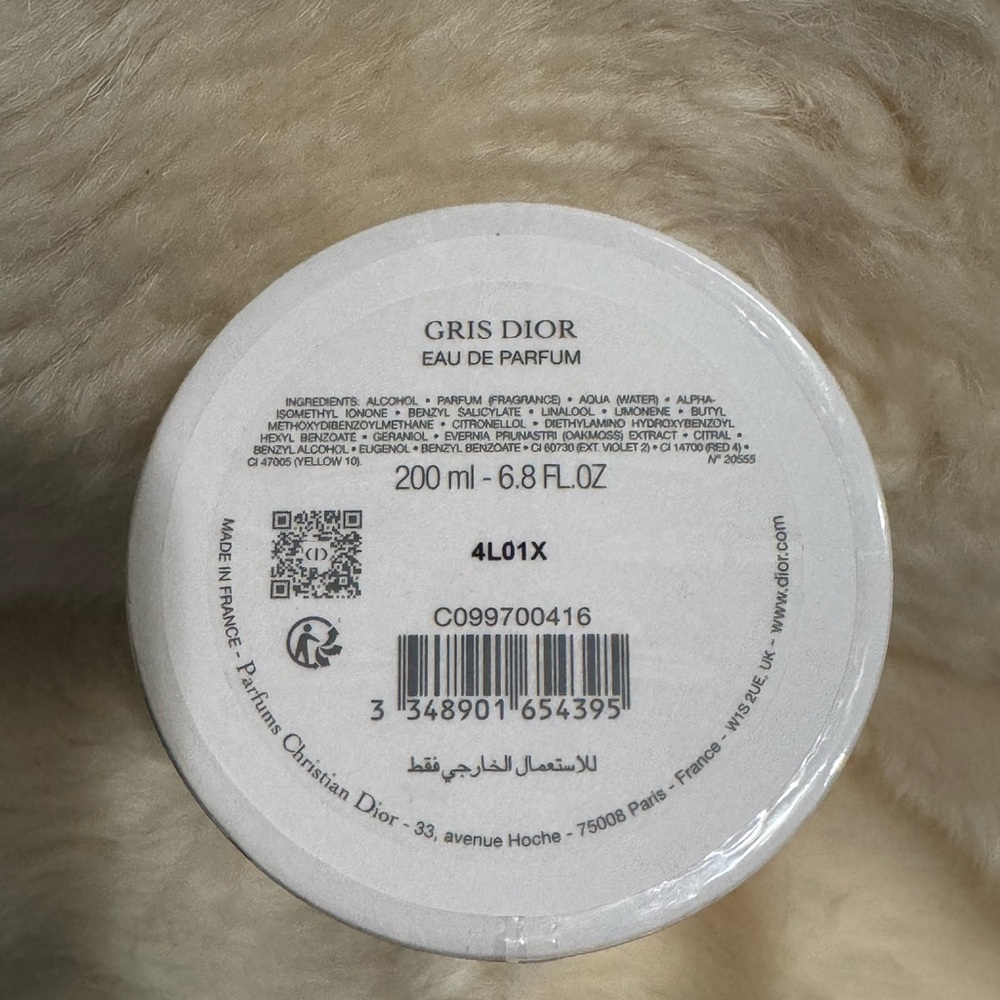 GRIS DIOR
EAU DE PARFUM
INGREDIENTS: ALCOHOL • PARFUM (FRAGRANCE) • AQUA (WATER) • ALPHA-
ISOMETHYL IONONE • BENZYL SALICYLATE • LINALOOL • LIMONENE • BUTYL
METHOXYDIBENZOYLMETHANE • CITRONELLOL • DIETHYLAMINO HYDROXYBENZOYL
HEXYL BENZOATE • GERANIOL • EVERNIA PRUNASTRI (OAKMOSS) EXTRACT • CITRAL •
BENZYL ALCOHOL • EUGENOL • BENZYL BENZOATE • CI 60730 (EXT. VIOLET 2) • CI 14700 (RED 4) •
CI 47005 (YELLOW 10). N° 20555
200 ml - 6.8 FL.OZ
4L01X
C099700416
3 348901 654395
للاستعمال الخارجي فقط
MADE IN FRANCE - Parfums Christian Dior - 33, avenue Hoche - 75008 Paris - France - W1S 2UE, UK - www.dior.com